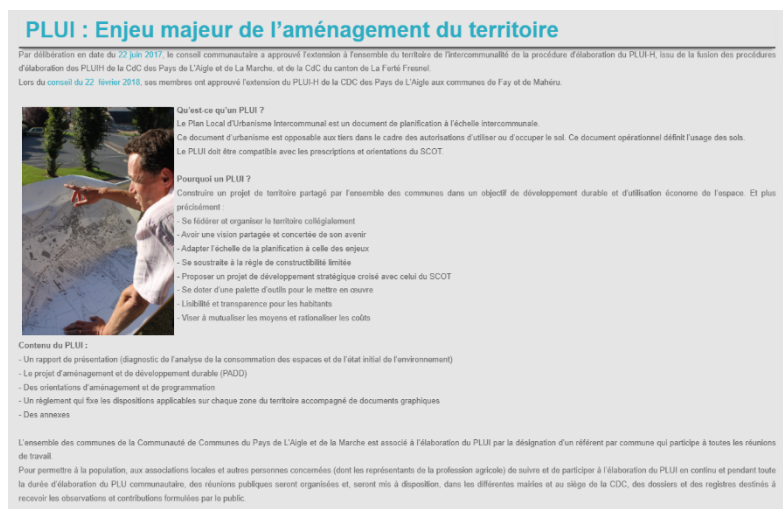 PLUI : Enjeu majeur de l'aménagement du territoire
Par délibération en date du 22 juin 2017, le conseil communautaire a approuvé l'extension à l'ensemble du territoire de l'intercommunalité de la procédure d'élaboration du PLUI-H, issu de la fusion des procédures
d'élaboration des PLUIH de la CdC des Pays de L'Aigle et de La Marche, et de la CdC du canton de La Ferté Fresnel.
Lors du conseil du 22 février 2018, ses membres ont approuvé l'extension du PLUI-H de la CDC des Pays de L'Aigle aux communes de Fay et de Mahéru.
Qu'est-ce qu'un PLUI ?
Le Plan Local d'Urbanisme Intercommunal est un document de planification à l'échelle intercommunale.
Ce document d'urbanisme est opposable aux tiers dans le cadre des autorisations d'utiliser ou d'occuper le sol. Ce document opérationnel définit l'usage des sols.
Le PLUI doit être compatible avec les prescriptions et orientations du SCOT.
Pourquoi un PLUI ?
Construire un projet de territoire partagé par l'ensemble des communes dans un objectif de développement durable et d'utilisation économe de l'espace. Et plus
précisément :
- Se fédérer et organiser le territoire collégialement
- Avoir une vision partagée et concertée de son avenir
- Adapter l'échelle de la planification à celle des enjeux
- Se soustraite à la règle de constructibilité limitée
- Proposer un projet de développement stratégique croisé avec celui du SCOT
- Se doter d'une palette d'outils pour le mettre en œuvre
- Lisibilité et transparence pour les habitants
- Viser à mutualiser les moyens et rationaliser les coûts
Contenu du PLUI :
- Un rapport de présentation (diagnostic de l'analyse de la consommation des espaces et de l'état initial de l'environnement)
- Le projet d'aménagement et de développement durable (PADD)
- Des orientations d'aménagement et de programmation
- Un règlement qui fixe les dispositions applicables sur chaque zone du territoire accompagné de documents graphiques
- Des annexes
L'ensemble des communes de la Communauté de Communes du Pays de L'Aigle et de la Marche est associé à l'élaboration du PLUI par la désignation d'un référent par commune qui participe à toutes les réunions
de travail.
Pour permettre à la population, aux associations locales et autres personnes concernées (dont les représentants de la profession agricole) de suivre et de participer à l'élaboration du PLUI en continu et pendant toute
la durée d'élaboration du PLU communautaire, des réunions publiques seront organisées et, seront mis à disposition, dans les différentes mairies et au siège de la CDC, des dossiers et des registres destinés à
recevoir les observations et contributions formulées par le public.